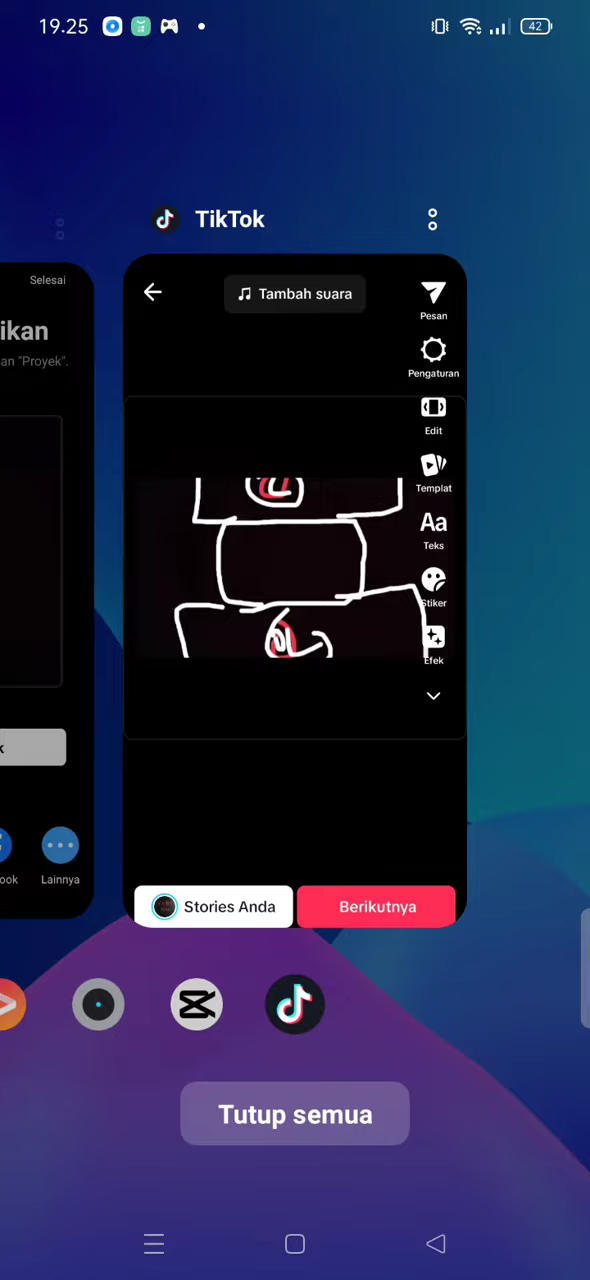 19.25
42
TikTok
Selesai
ikan
an "Proyek".
Tambah suara
Pesan
Pengaturan
Edit
Templat
Aa
Teks
Stiker
Efek
k
ook
Lainnya
Stories Anda
Berikutnya
Tutup semua